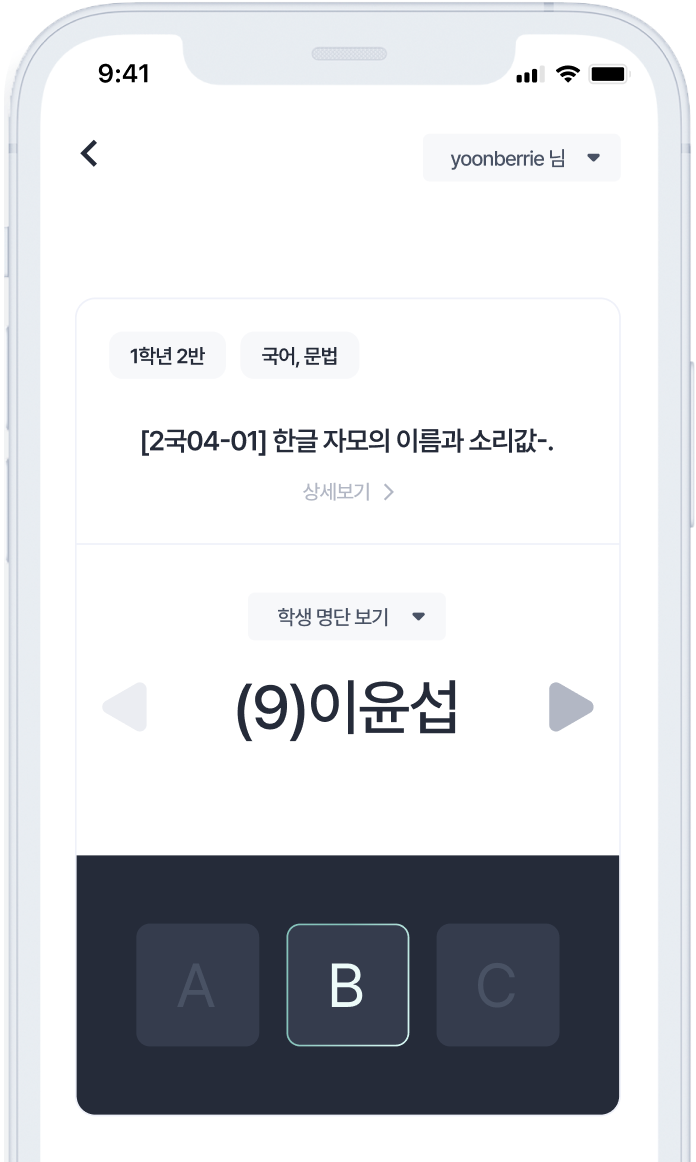 9:41
yoonberrie 님
1학년 2반
국어, 문법
[2국04-01] 한글 자모의 이름과 소리값-.
상세보기
학생 명단 보기
(9)이윤섭
A B C